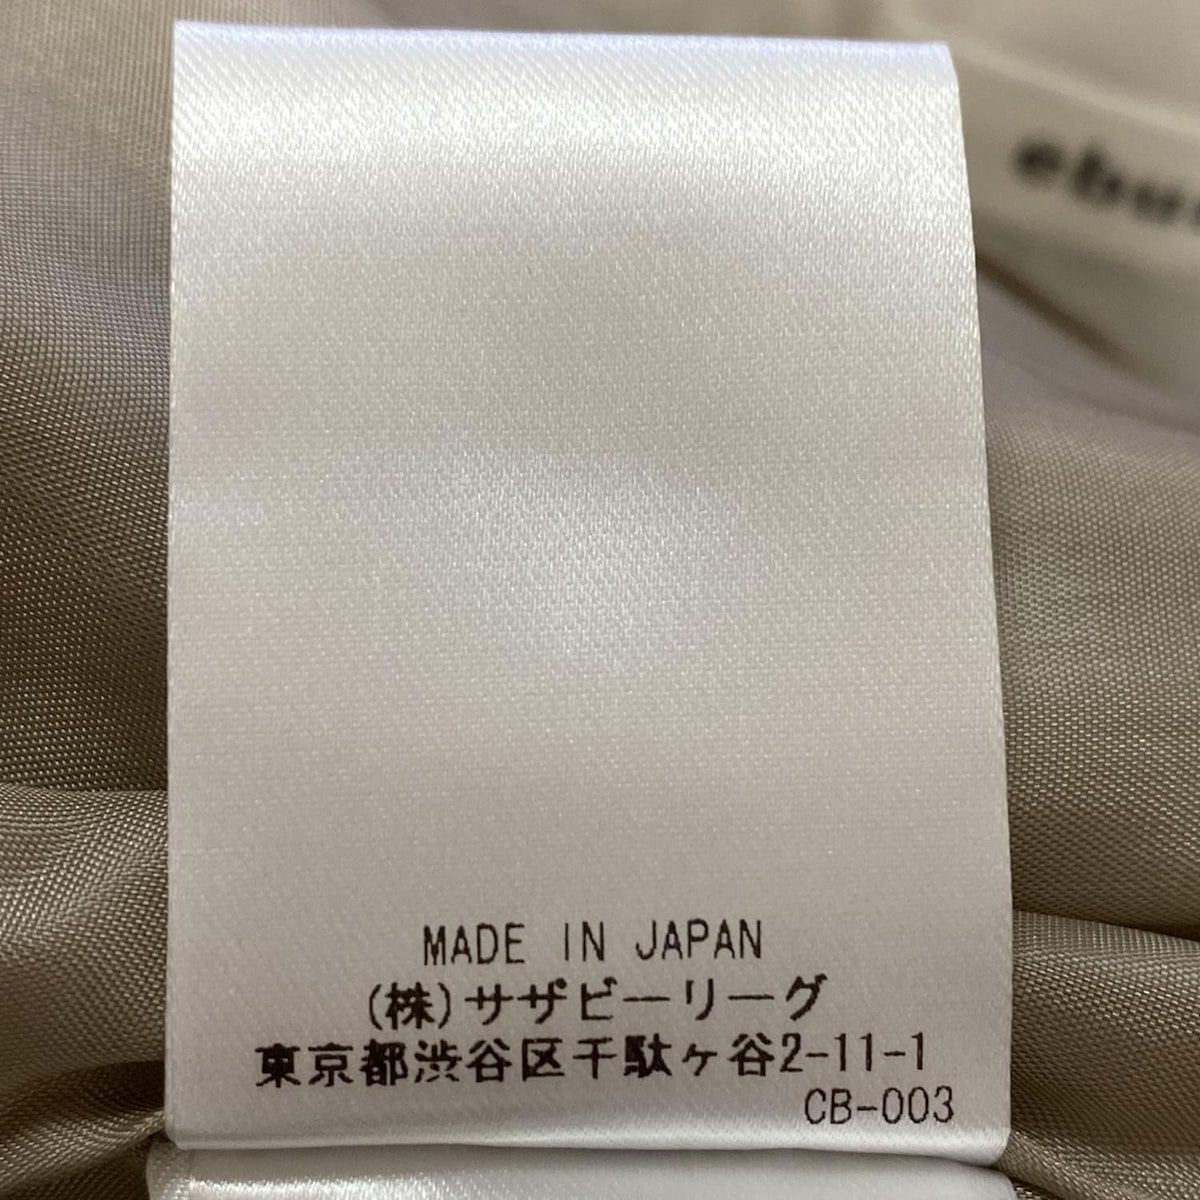 MADE IN JAPAN
(株)サザビーリーグ
東京都渋谷区千駄ヶ谷2-11-1
CB-003